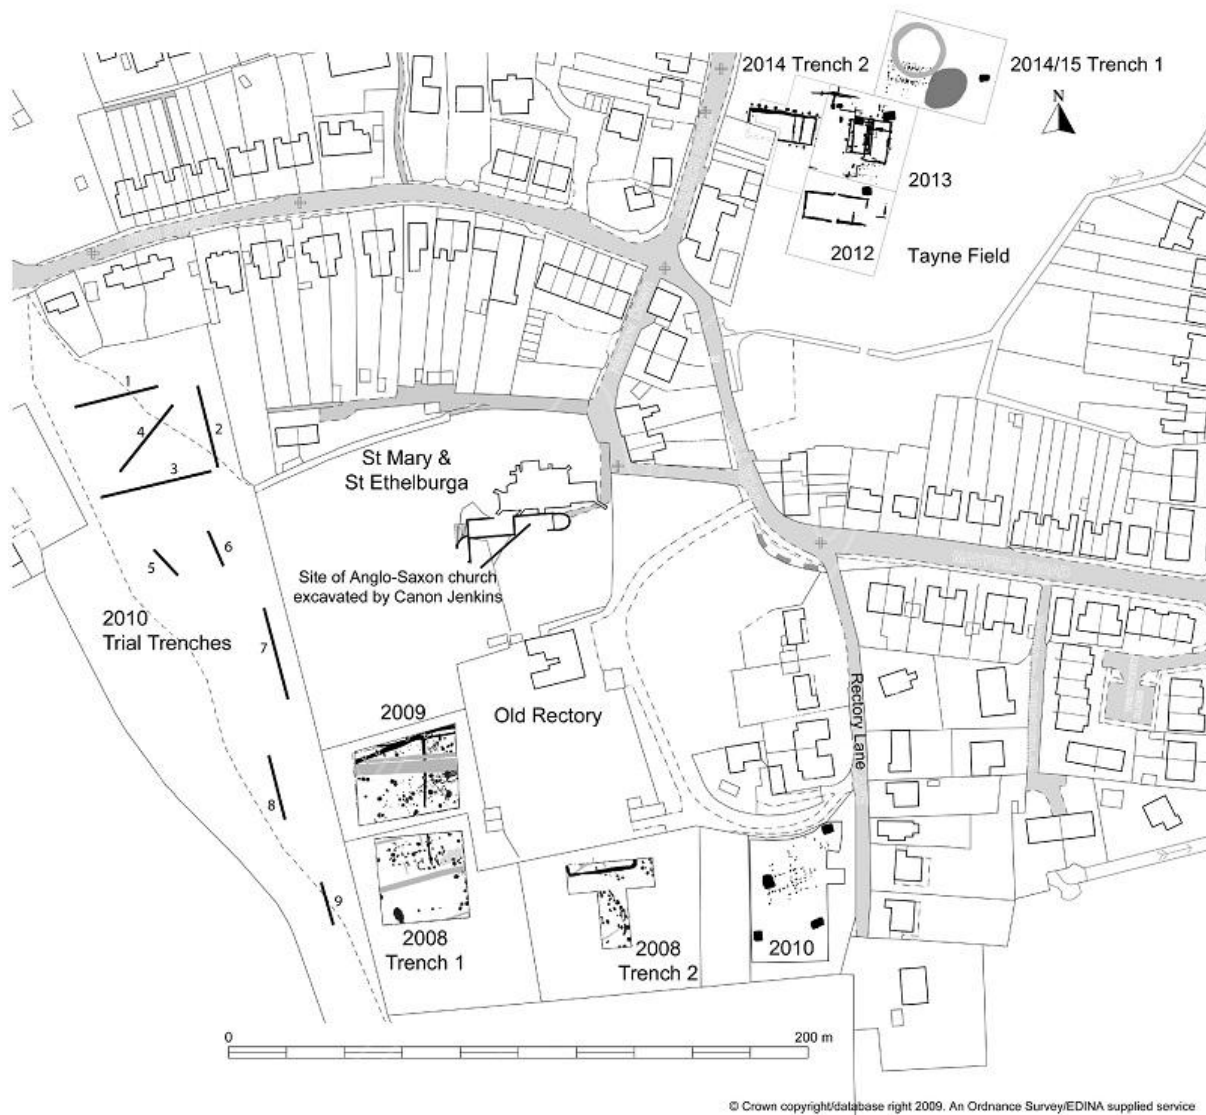 2014 Trench 2
2014/15 Trench 1
N
2013
2012
Tayne Field
1
2
4
3
St Mary &
St Ethelburga
6
5
Site of Anglo-Saxon church
excavated by Canon Jenkins
2010
Trial Trenches
7
2009
Old Rectory
Rectory Lane
8
9
2008
Trench 1
2008
Trench 2
2010
0
200 m
© Crown copyright/database right 2009. An Ordnance Survey/EDINA supplied service